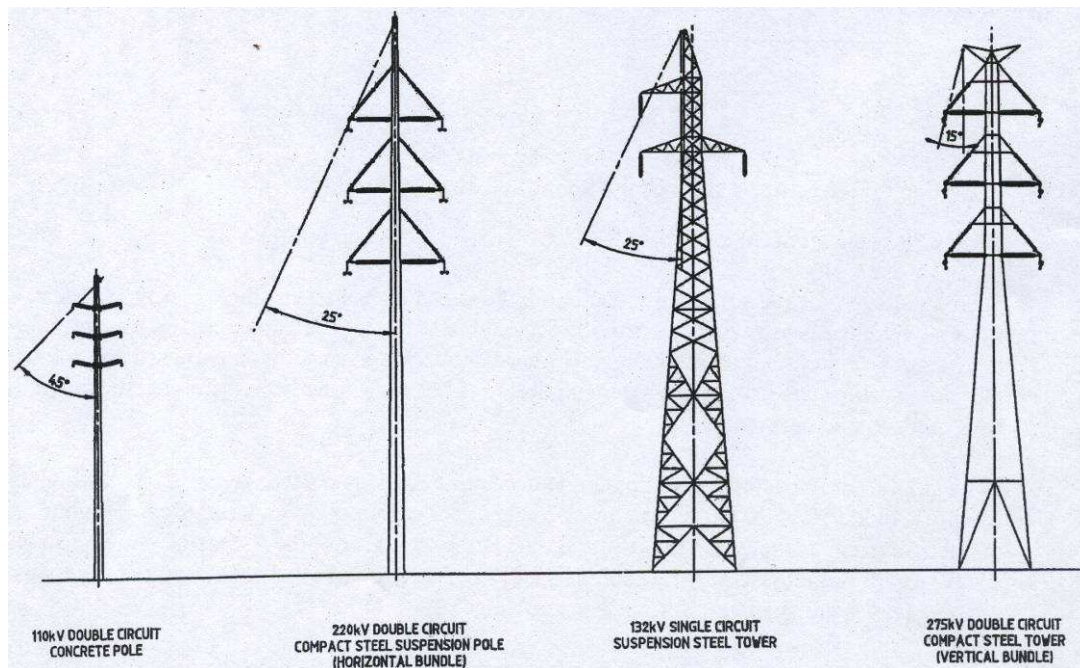 45°
25°
25°
15°
110kV DOUBLE CIRCUIT
CONCRETE POLE
220kV DOUBLE CIRCUIT
COMPACT STEEL SUSPENSION POLE
(HORIZONTAL BUNDLE)
132kV SINGLE CIRCUIT
SUSPENSION STEEL TOWER
275kV DOUBLE CIRCUIT
COMPACT STEEL TOWER
(VERTICAL BUNDLE)